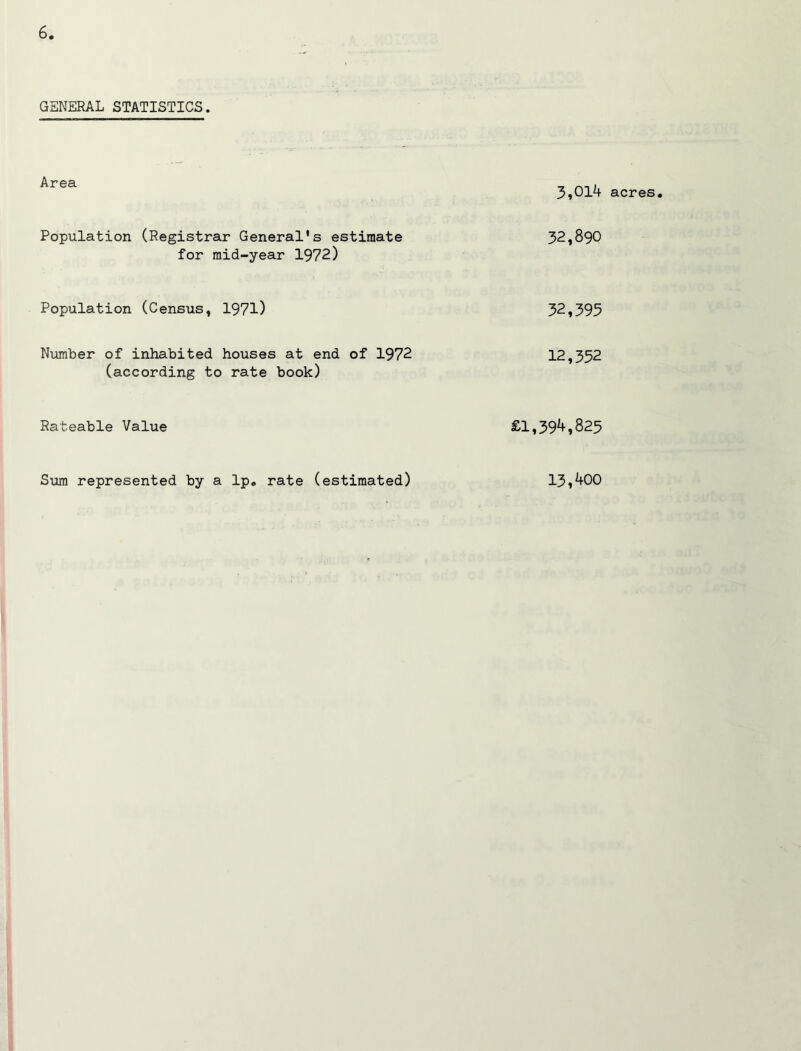 6.
GENERAL STATISTICS.
Area 3,014 acres.
Population (Registrar General's estimate 32,890
for mid-year 1972)
Population (Census, 1971) 32,395
Number of inhabited houses at end of 1972 12,352
(according to rate book)
Rateable Value £1,394,825
Sum represented by a 1p. rate (estimated) 13,400